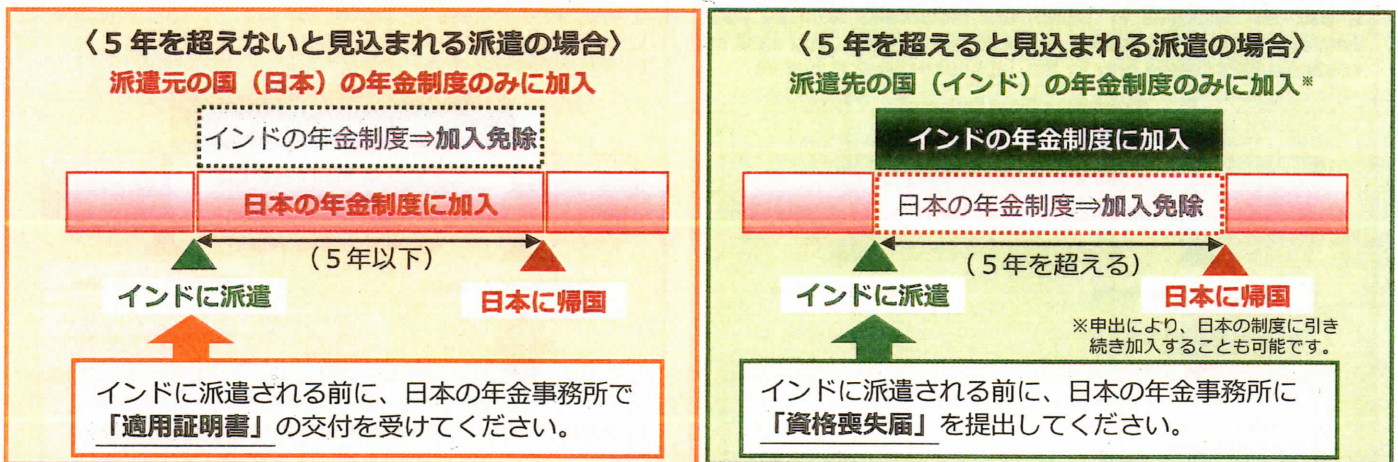 〈5年を超えないと見込まれる派遣の場合〉
派遣元の国（日本）の年金制度のみに加入
インドの年金制度⇒加入免除
日本の年金制度に加入
（5年以下）
インドに派遣
日本に帰国
インドに派遣される前に、日本の年金事務所で
「適用証明書」の交付を受けてください。
〈5年を超えると見込まれる派遣の場合〉
派遣先の国（インド）の年金制度のみに加入※
インドの年金制度に加入
日本の年金制度⇒加入免除
（5年を超える）
インドに派遣
日本に帰国
※申出により、日本の制度に引き
続き加入することも可能です。
インドに派遣される前に、日本の年金事務所に
「資格喪失届」を提出してください。